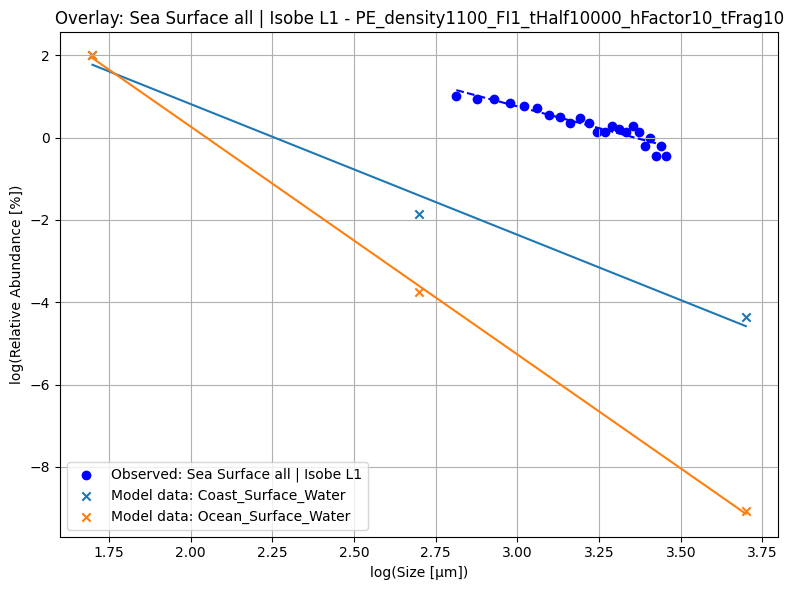 Overlay: Sea Surface all | Isobe L1 - PE_density1100_FI1_tHalf10000_hFactor10_tFrag10
log(Relative Abundance [%])
2
0
−2
−4
−6
−8
Observed: Sea Surface all | Isobe L1
Model data: Coast_Surface_Water
Model data: Ocean_Surface_Water
1.75
2.00
2.25
2.50
2.75
3.00
3.25
3.50
3.75
log(Size [µm])